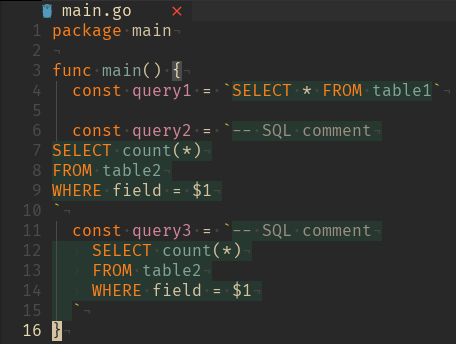 main.go ×
1 package main
2
3 func main() {
4   const query1 = `SELECT * FROM table1`
5
6   const query2 = `-- SQL comment
7 SELECT count(*)
8 FROM table2
9 WHERE field = $1
10 `
11   const query3 = `-- SQL comment
12     SELECT count(*)
13     FROM table2
14     WHERE field = $1
15   `
16 }